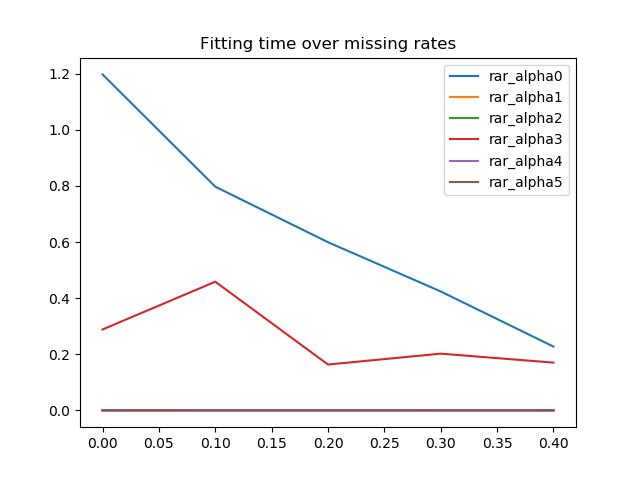 Fitting time over missing rates
rar_alpha0
rar_alpha1
rar_alpha2
rar_alpha3
rar_alpha4
rar_alpha5
1.2
1.0
0.8
0.6
0.4
0.2
0.0
0.00 0.05 0.10 0.15 0.20 0.25 0.30 0.35 0.40